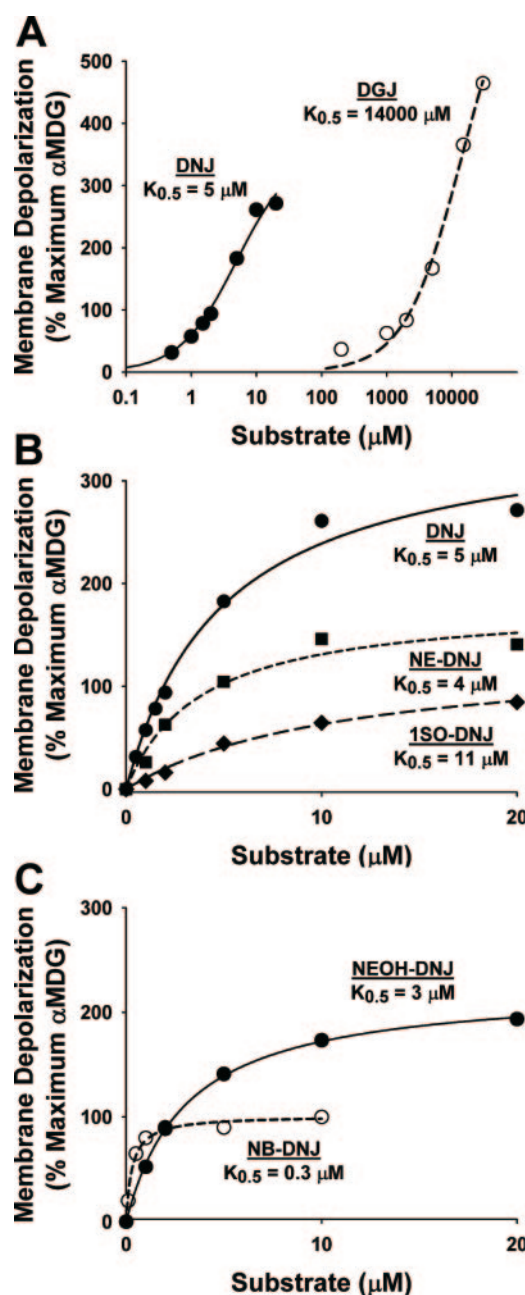 A
Membrane Depolarization
(% Maximum αMDG)
500
400
300
200
100
0
DNJ
K0.5 = 5 μM
DGJ
K0.5 = 14000 μM
0.1 1 10 100 1000 10000
Substrate (μM)
B
Membrane Depolarization
(% Maximum αMDG)
300
200
100
0
DNJ
K0.5 = 5 μM
NE-DNJ
K0.5 = 4 μM
1SO-DNJ
K0.5 = 11 μM
0 10 20
Substrate (μM)
C
Membrane Depolarization
(% Maximum αMDG)
300
200
100
0
NEOH-DNJ
K0.5 = 3 μM
NB-DNJ
K0.5 = 0.3 μM
0 10 20
Substrate (μM)